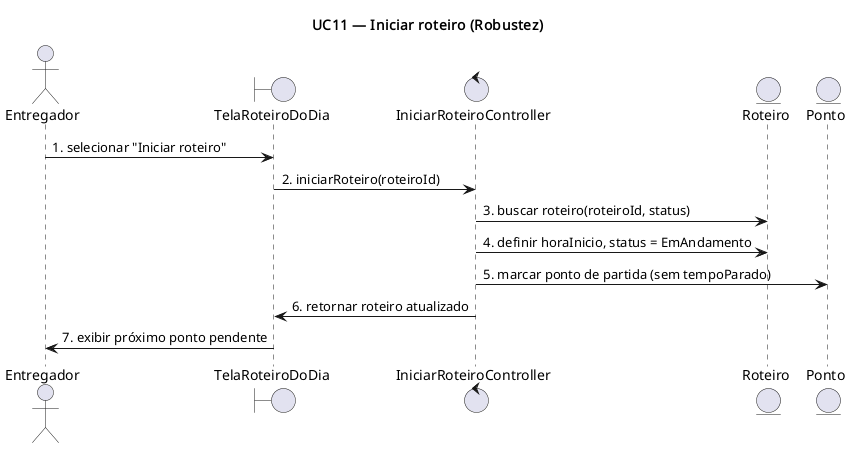 UC11 — Iniciar roteiro (Robustez)
Entregador
TelaRoteiroDoDia
IniciarRoteiroController
Roteiro
Ponto
1. selecionar "Iniciar roteiro"
2. iniciarRoteiro(roteiroId)
3. buscar roteiro(roteiroId, status)
4. definir horaInicio, status = EmAndamento
5. marcar ponto de partida (sem tempoParado)
6. retornar roteiro atualizado
7. exibir próximo ponto pendente
Entregador
TelaRoteiroDoDia
IniciarRoteiroController
Roteiro
Ponto